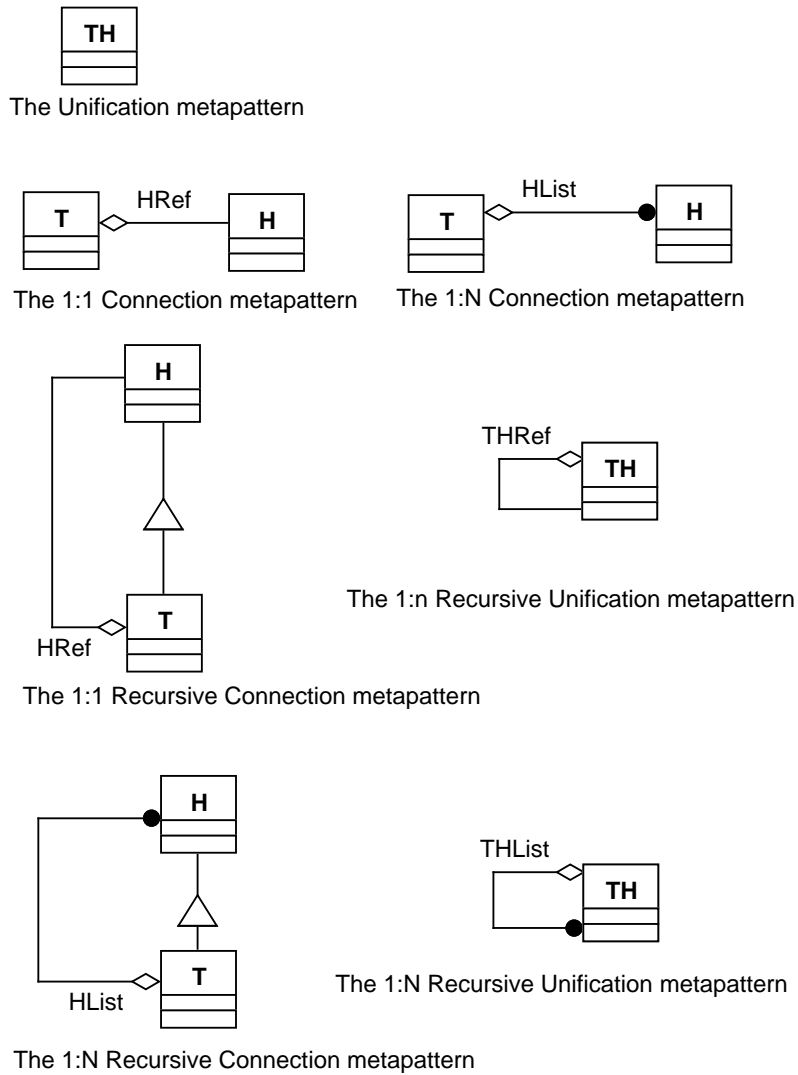 TH
The Unification metapattern
HRef
T
H
The 1:1 Connection metapattern
HList
T
H
The 1:N Connection metapattern
H
T
HRef
The 1:1 Recursive Connection metapattern
THRef
TH
The 1:n Recursive Unification metapattern
H
T
HList
The 1:N Recursive Connection metapattern
THList
TH
The 1:N Recursive Unification metapattern